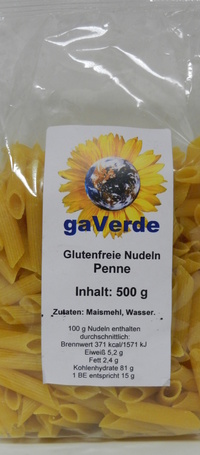 gaVerde
Glutenfreie Nudeln
Penne
Inhalt: 500 g
Zutaten: Maismehl, Wasser.
100 g Nudeln enthalten
durchschnittlich:
Brennwert 371 kcal/1571 kJ
Eiweiß 5,2 g
Fett 2,4 g
Kohlenhydrate 81 g
1 BE entspricht 15 g